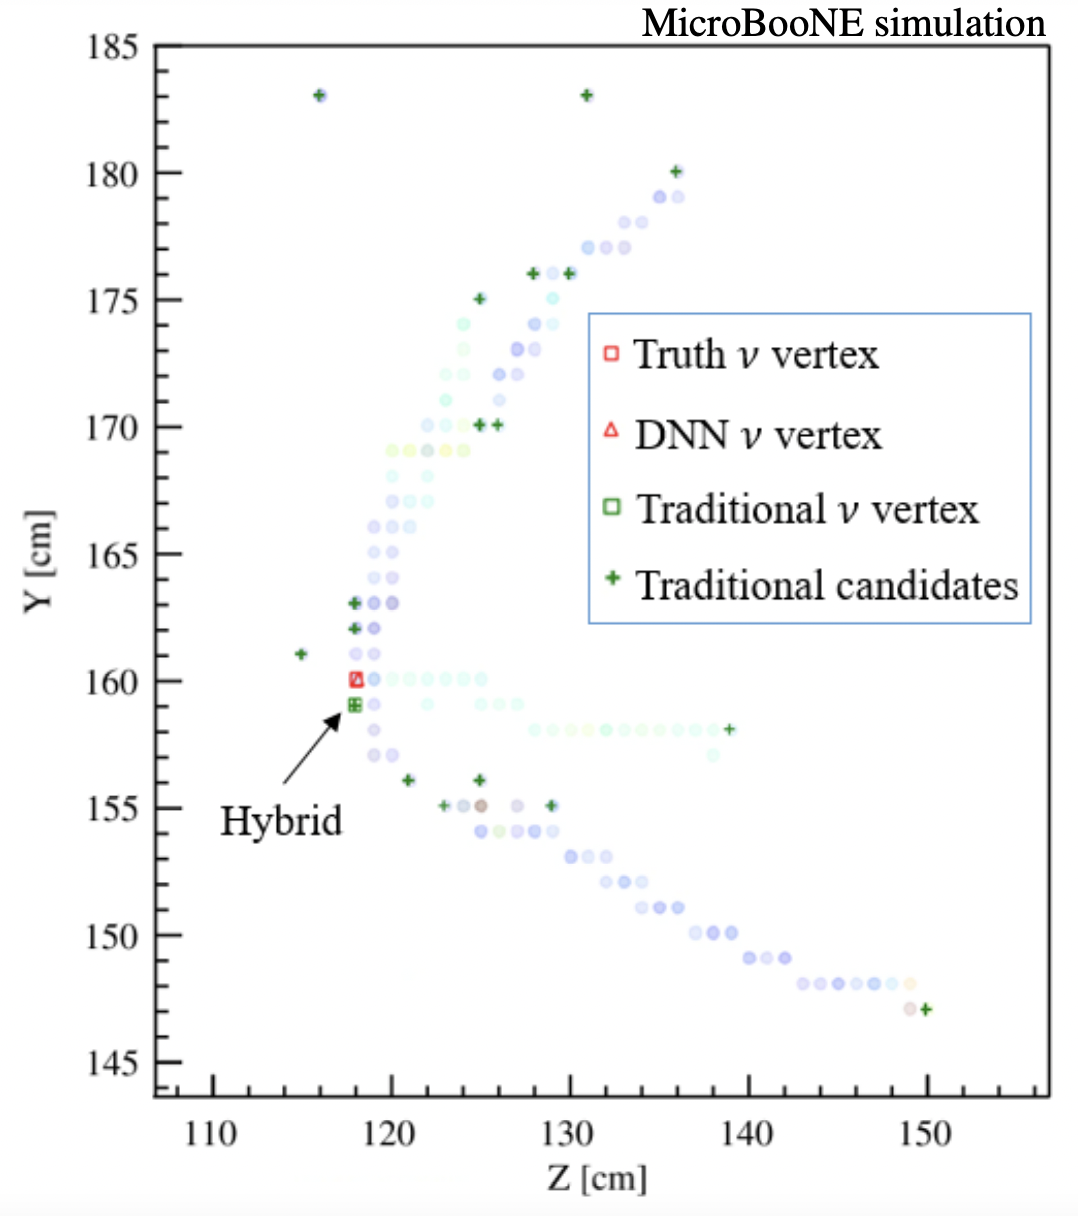 MicroBooNE simulation
185
180
175
170
165
160
155
150
145
Y [cm]
Truth ν vertex
DNN ν vertex
Traditional ν vertex
Traditional candidates
Hybrid
110 120 130 140 150
Z [cm]